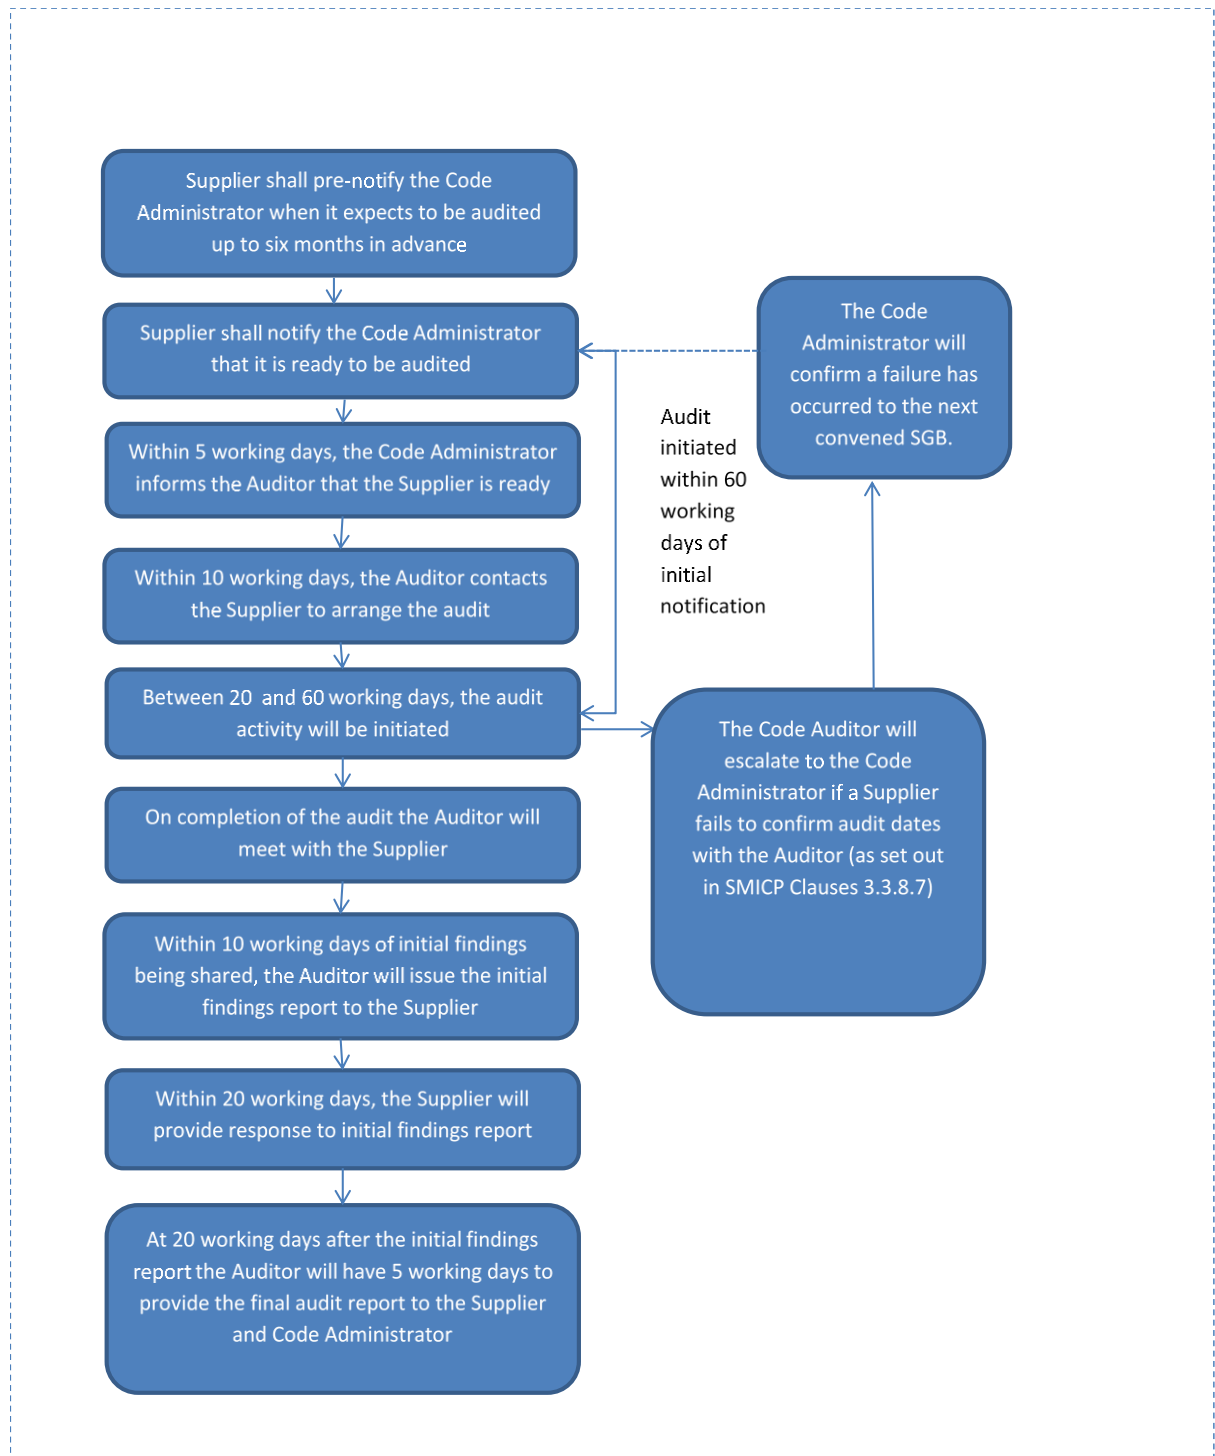 Supplier shall pre-notify the Code
Administrator when it expects to be audited
up to six months in advance
Supplier shall notify the Code Administrator
that it is ready to be audited
Within 5 working days, the Code Administrator
informs the Auditor that the Supplier is ready
Within 10 working days, the Auditor contacts
the Supplier to arrange the audit
Between 20 and 60 working days, the audit
activity will be initiated
On completion of the audit the Auditor will
meet with the Supplier
Within 10 working days of initial findings
being shared, the Auditor will issue the initial
findings report to the Supplier
Within 20 working days, the Supplier will
provide response to initial findings report
At 20 working days after the initial findings
report the Auditor will have 5 working days to
provide the final audit report to the Supplier
and Code Administrator
Audit
initiated
within 60
working
days of
initial
notification
The Code
Administrator will
confirm a failure has
occurred to the next
convened SGB.
The Code Auditor will
escalate to the Code
Administrator if a Supplier
fails to confirm audit dates
with the Auditor (as set out
in SMICP Clauses 3.3.8.7)